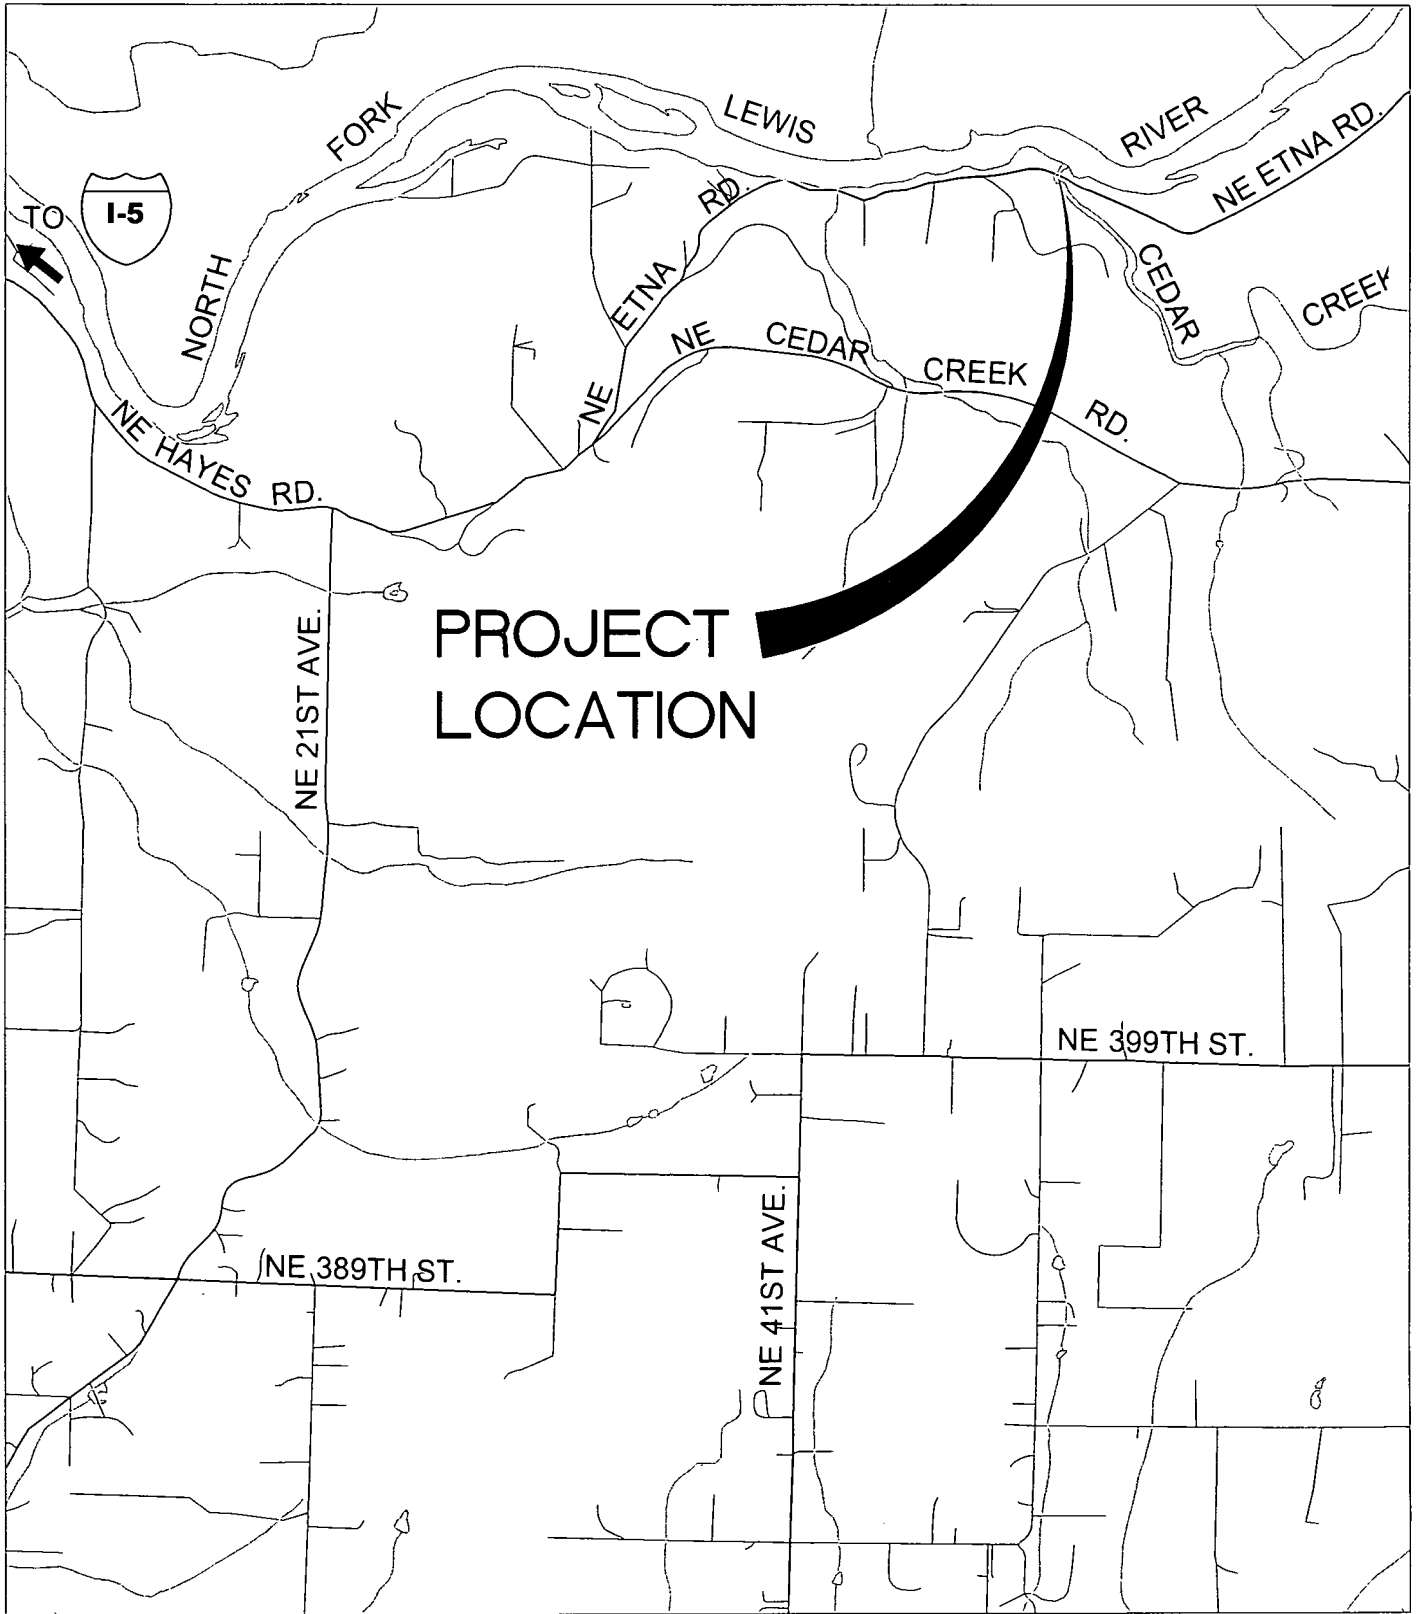 FORK
LEWIS
RIVER
NE ETNA RD.
TO
I-5
NORTH
NE ETNA RD.
CEDAR
CREEK
NE CEDAR CREEK RD.
NE HAYES RD.
PROJECT
LOCATION
NE 21ST AVE.
NE 399TH ST.
NE 389TH ST.
NE 41ST AVE.